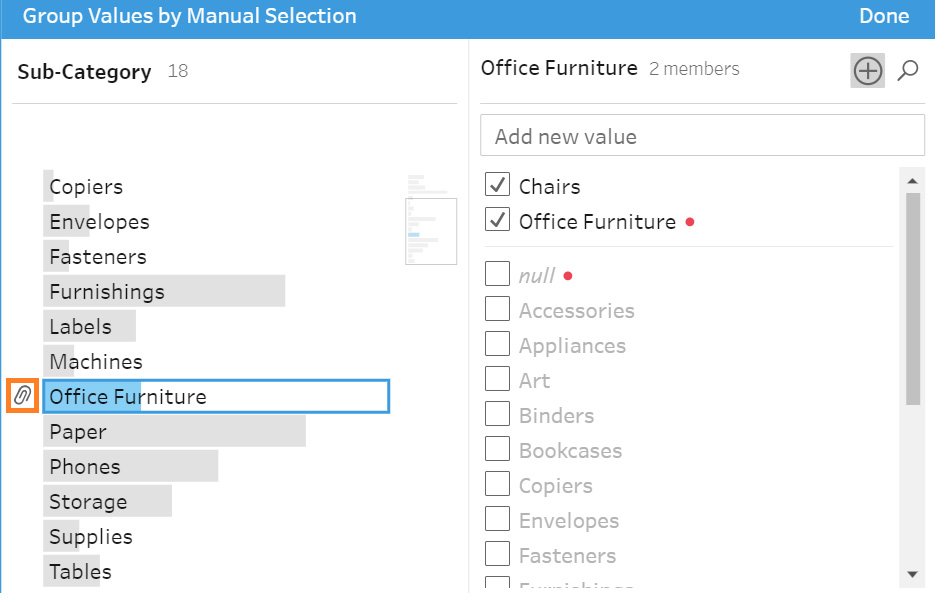 Group Values by Manual Selection
Done
Sub-Category 18
Copiers
Envelopes
Fasteners
Furnishings
Labels
Machines
Office Furniture
Paper
Phones
Storage
Supplies
Tables
Office Furniture 2 members
Add new value
Chairs
Office Furniture
null
Accessories
Appliances
Art
Binders
Bookcases
Copiers
Envelopes
Fasteners
Furnishings